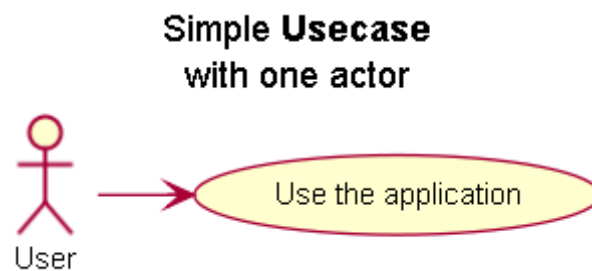 Simple Usecase
with one actor
Use the application
User